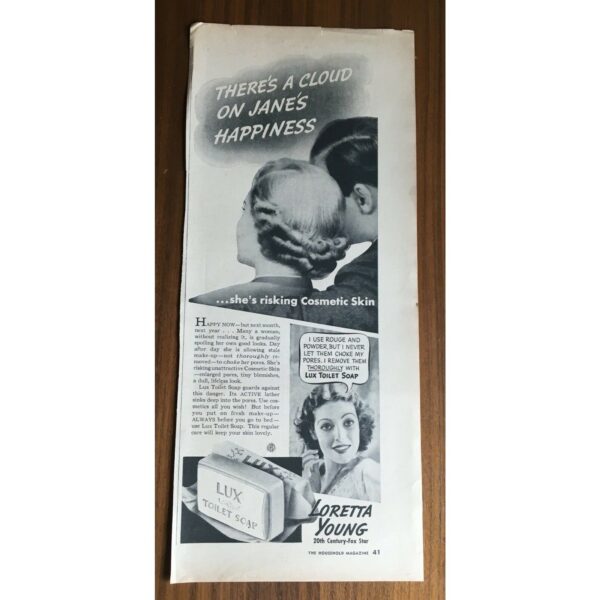 THERE'S A CLOUD
ON JANE'S
HAPPINESS
...she's risking Cosmetic Skin
HAPPY NOW—but next month,
next year . . . Many a woman,
without realizing it, is gradually
spoiling her own good looks. Day
after day she is allowing stale
make-up—not thoroughly re-
moved—to choke her pores. She's
risking unattractive Cosmetic Skin
—enlarged pores, tiny blemishes,
a dull, lifeless look.
Lux Toilet Soap guards against
this danger. Its ACTIVE lather
sinks deep into the pores. Use cos-
metics all you wish! But before
you put on fresh make-up—
ALWAYS before you go to bed—
use Lux Toilet Soap. This regular
care will keep your skin lovely.
I USE ROUGE AND
POWDER, BUT I NEVER
LET THEM CHOKE MY
PORES. I REMOVE THEM
THOROUGHLY WITH
LUX TOILET SOAP
LUX
LUX
TOILET SOAP
LORETTA
YOUNG
20th Century-Fox Star
THE HOUSEHOLD MAGAZINE 41